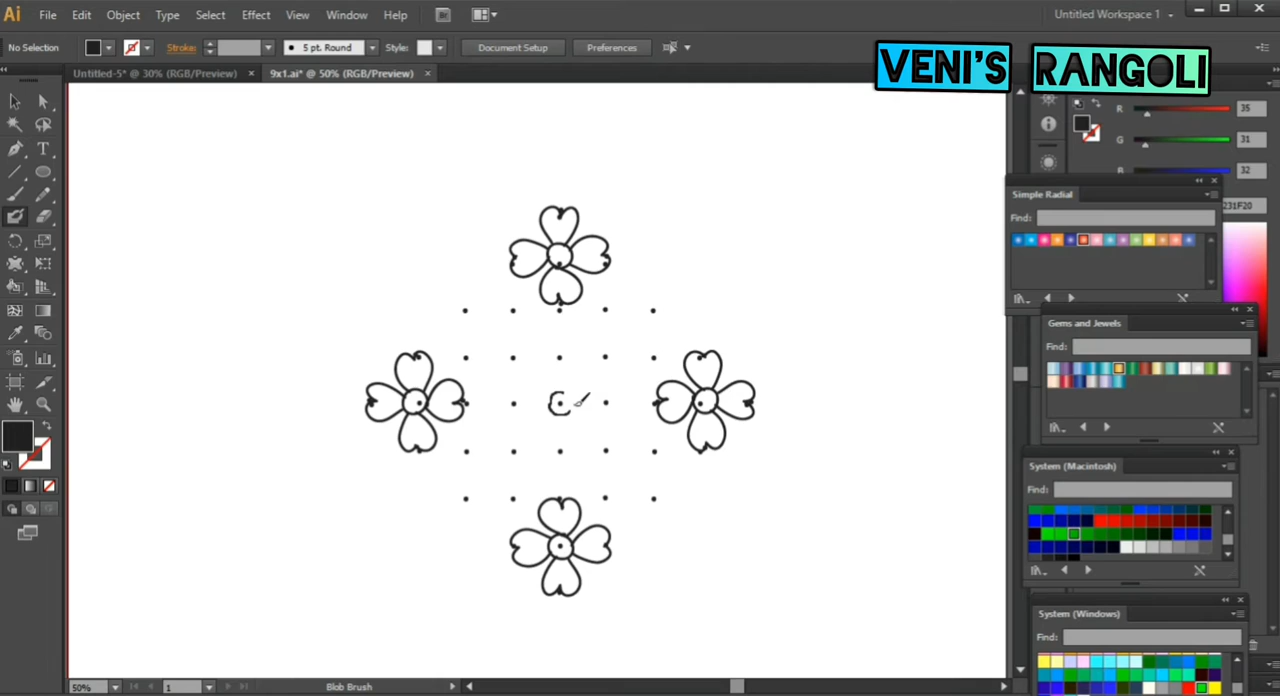 Ai File Edit Object Type Select Effect View Window Help Br Untitled Workspace 1
No Selection Stroke: 5 pt. Round Style: Document Setup Preferences
VENI'S RANGOLI
Untitled-5* @ 30% (RGB/Preview) × 9x1.ai* @ 50% (RGB/Preview) ×
R 35
G 31
B 32
Simple Radial
231F20
Find:
Gems and Jewels
Find:
System (Macintosh)
Find:
System (Windows)
Find:
50% 1 Blob Brush